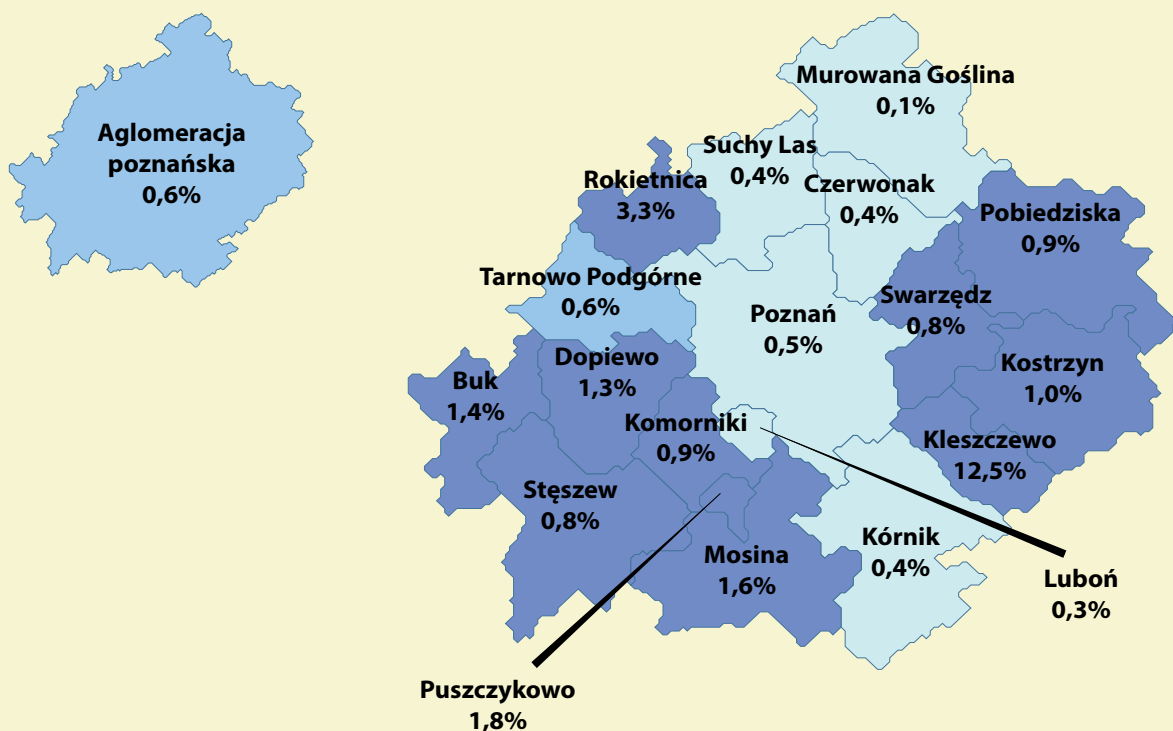 Aglomeracja
poznańska
0,6%
Murowana Goślina
0,1%
Suchy Las
0,4%
Czerwonak
0,4%
Rokietnica
3,3%
Pobiedziska
0,9%
Tarnowo Podgórne
0,6%
Swarzędz
0,8%
Poznań
0,5%
Dopiewo
1,3%
Kostrzyn
1,0%
Buk
1,4%
Komorniki
0,9%
Kleszczewo
12,5%
Stęszew
0,8%
Mosina
1,6%
Kórnik
0,4%
Luboń
0,3%
Puszczykowo
1,8%